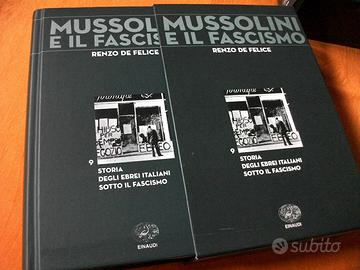 MUSSOLINI
E IL FASCIS
RENZO DE FELICE
9 STORIA
DEGLI EBREI ITALIANI
SOTTO IL FASCISMO
EINAUDI
MUSSOLINI
E IL FASCISMO
RENZO DE FELICE
9 STORIA
DEGLI EBREI ITALIANI
SOTTO IL FASCISMO
EINAUDI
subito